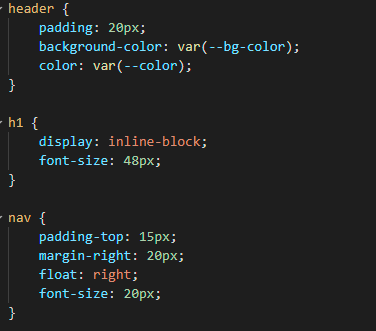 header {
    padding: 20px;
    background-color: var(--bg-color);
    color: var(--color);
}

h1 {
    display: inline-block;
    font-size: 48px;
}

nav {
    padding-top: 15px;
    margin-right: 20px;
    float: right;
    font-size: 20px;
}